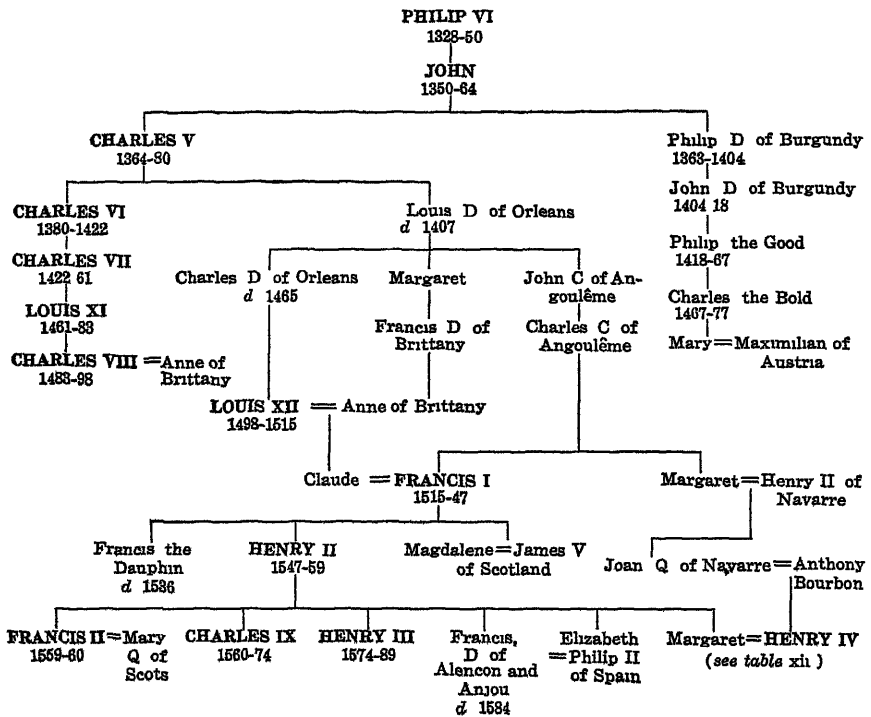 PHILIP VI
1328-50
JOHN
1350-64
CHARLES V
1364-80
Philip D of Burgundy
1363-1404
John D of Burgundy
1404 18
CHARLES VI
1380-1422
Louis D of Orleans
d 1407
Philip the Good
1418-67
CHARLES VII
1422 61
Charles D of Orleans
d 1465
Margaret
John C of An-
goulême
Charles the Bold
1467-77
LOUIS XI
1461-83
Francis D of
Brittany
Charles C of
Angoulême
Mary = Maximilian of
Austria
CHARLES VIII = Anne of
1483-98 Brittany
LOUIS XII = Anne of Brittany
1498-1515
Claude = FRANCIS I
1515-47
Margaret = Henry II of
Navarre
Francis the
Dauphin
d 1536
HENRY II
1547-59
Magdalene = James V
of Scotland
Joan Q of Navarre = Anthony
Bourbon
FRANCIS II = Mary
1559-60 Q of
Scots
CHARLES IX
1560-74
HENRY III
1574-89
Francis,
D of
Alencon and
Anjou
d 1584
Elizabeth
= Philip II
of Spain
Margaret = HENRY IV
(see table xii)